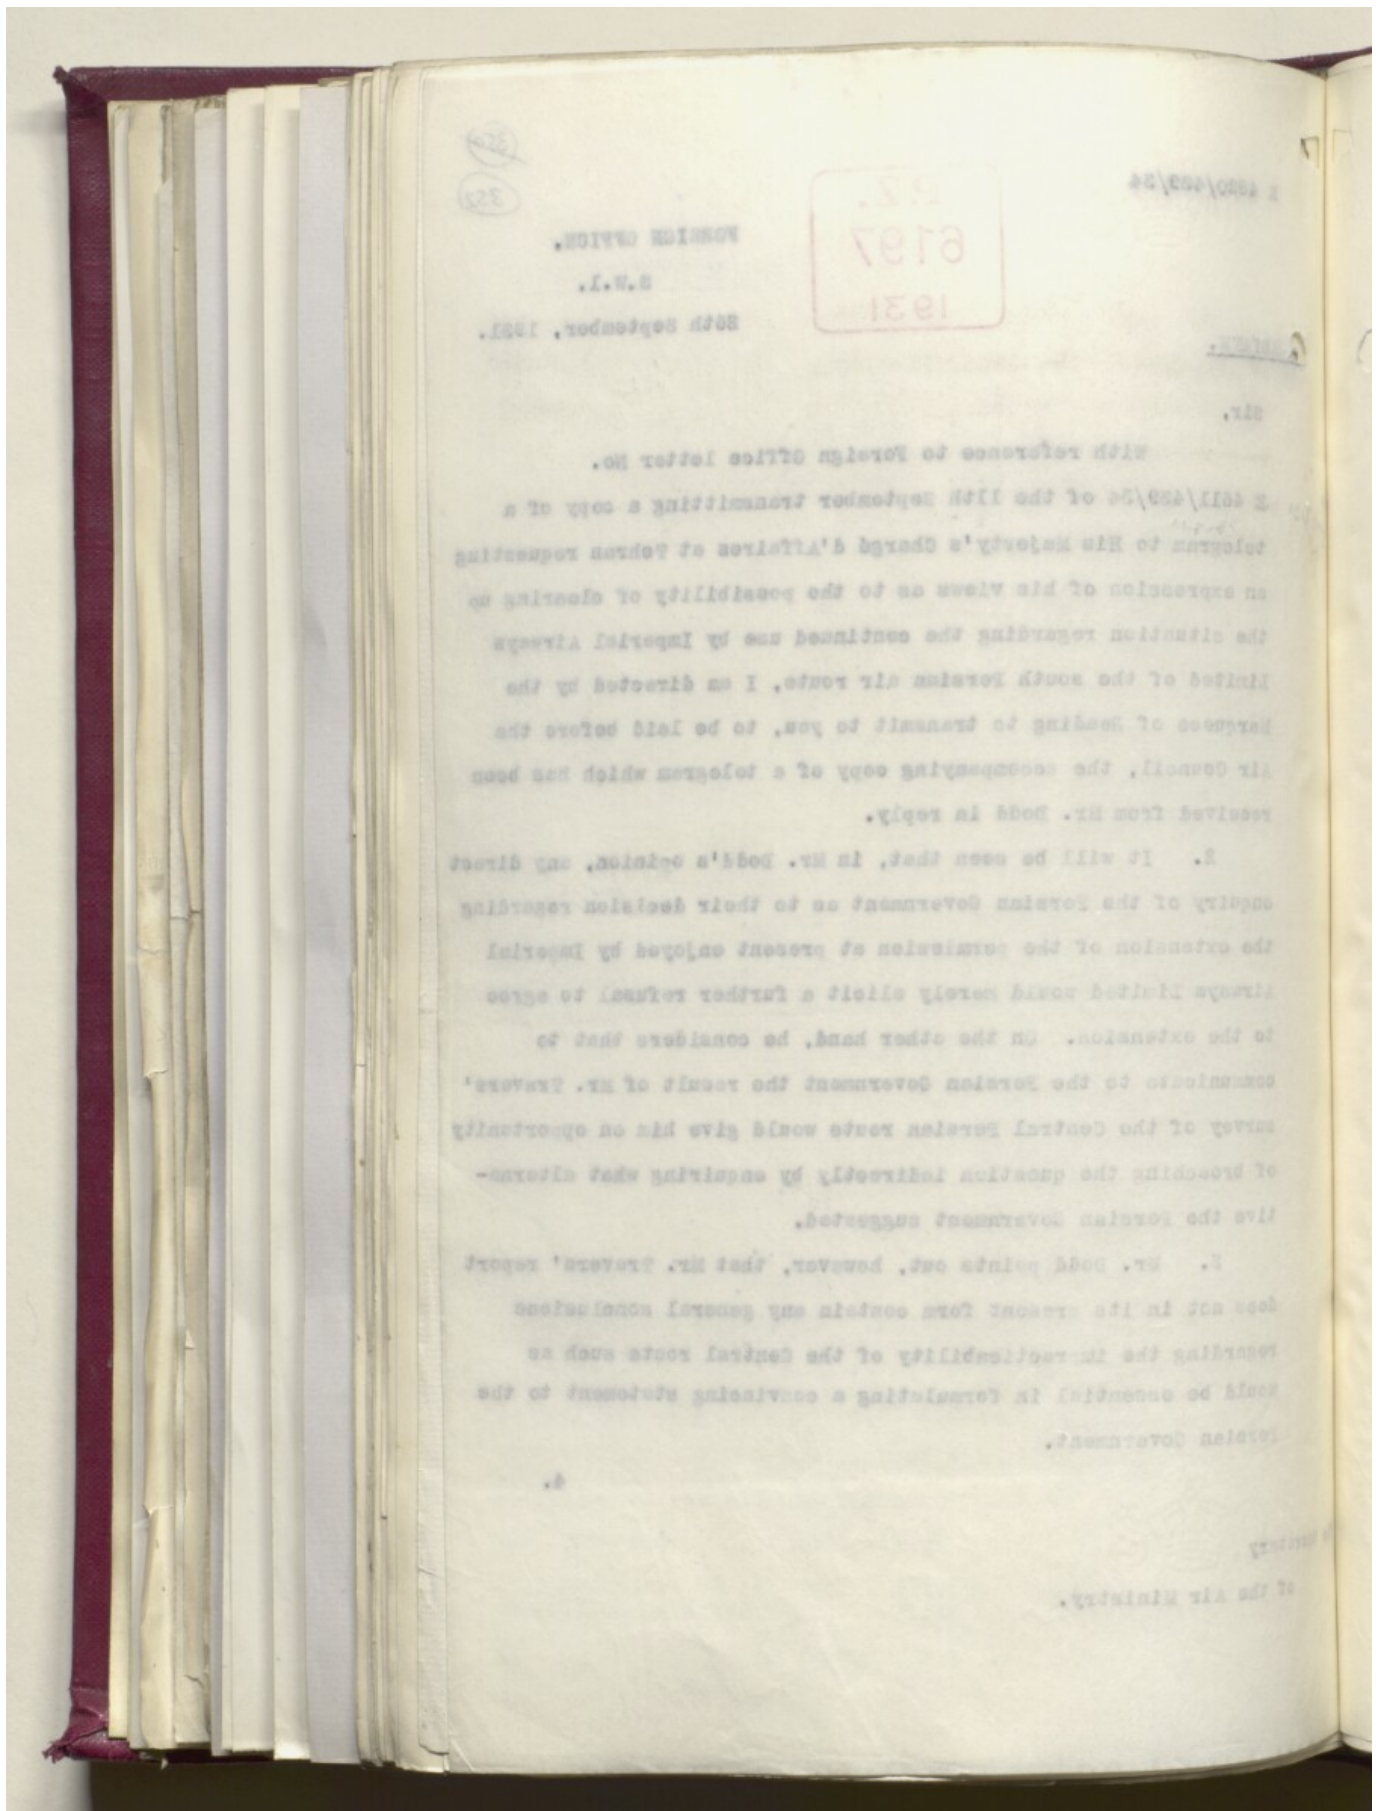 P.Z.
6197
1931
FOREIGN OFFICE.
S.W.1.
26th September, 1931.
Sir,
With reference to Foreign Office letter No.
E 4611/489/34 of the 11th September transmitting a copy of a
telegram to His Majesty's Chargé d'Affaires at Tehran requesting
an expression of his views as to the possibility of clearing up
the situation regarding the continued use by Imperial Airways
Limited of the south Persian air route, I am directed by the
Marquess of Reading to transmit to you, to be laid before the
Air Council, the accompanying copy of a telegram which has been
received from Mr. Dodd in reply.
2. It will be seen that, in Mr. Dodd's opinion, any direct
enquiry of the Persian Government as to their decision regarding
the extension of the permission at present enjoyed by Imperial
Airways Limited would merely elicit a further refusal to agree
to the extension. On the other hand, he considers that to
communicate to the Persian Government the result of Mr. Travers'
survey of the Central Persian route would give him an opportunity
of broaching the question indirectly by enquiring what alterna-
tive the Persian Government suggested.
3. Mr. Dodd points out, however, that Mr. Travers' report
does not in its present form contain any general conclusions
regarding the impracticability of the Central route such as
would be essential in formulating a convincing statement to the
Persian Government.
4.
of the Air Ministry.